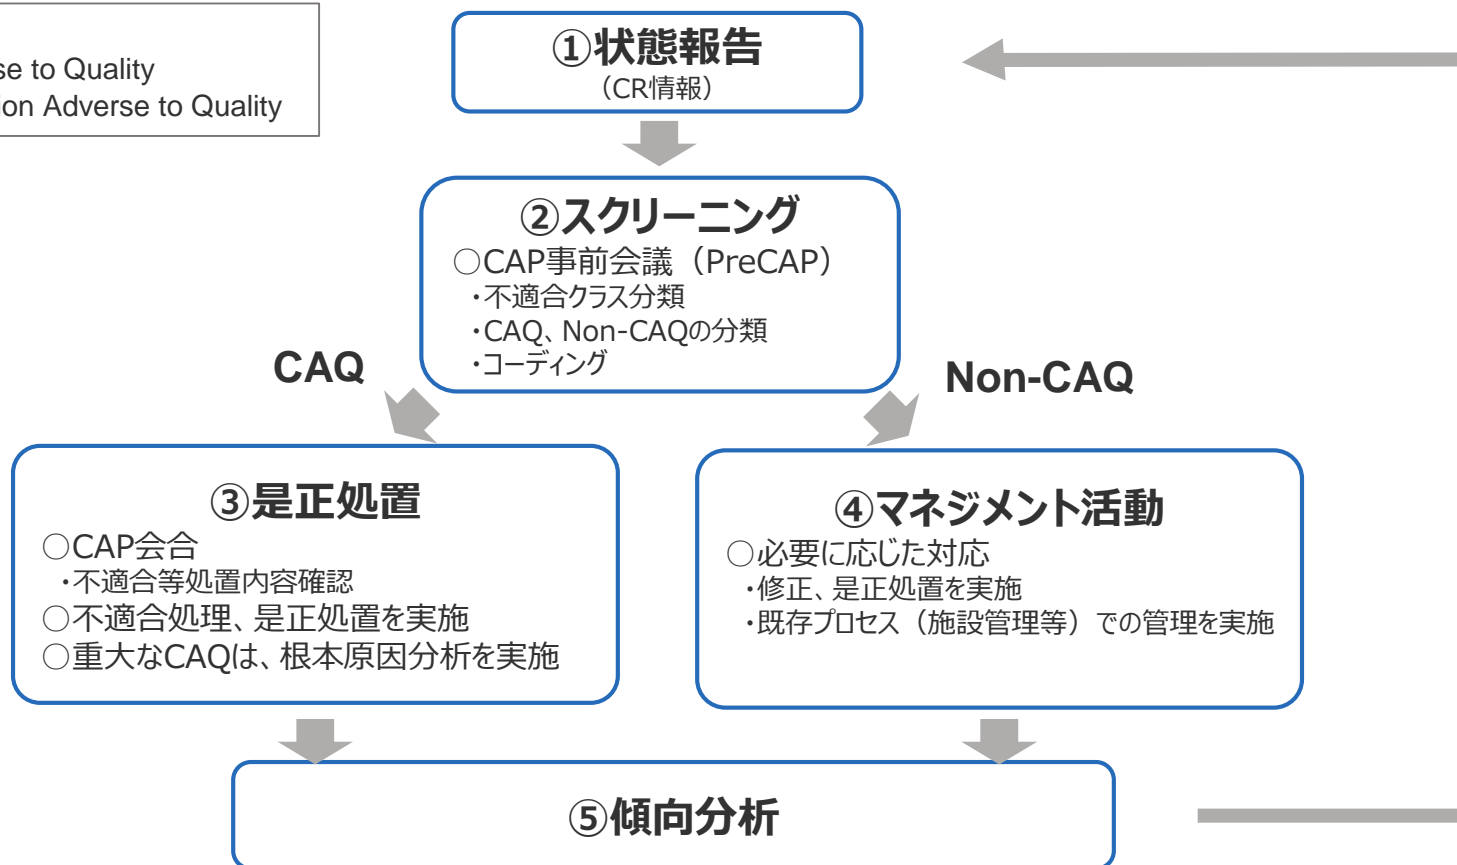 se to Quality
ion Adverse to Quality
①状態報告
（CR情報）
②スクリーニング
○CAP事前会議（PreCAP）
・不適合クラス分類
・CAQ、Non-CAQの分類
・コーディング
CAQ
Non-CAQ
③是正処置
○CAP会合
・不適合等処置内容確認
○不適合処理、是正処置を実施
○重大なCAQは、根本原因分析を実施
④マネジメント活動
○必要に応じた対応
・修正、是正処置を実施
・既存プロセス（施設管理等）での管理を実施
⑤傾向分析